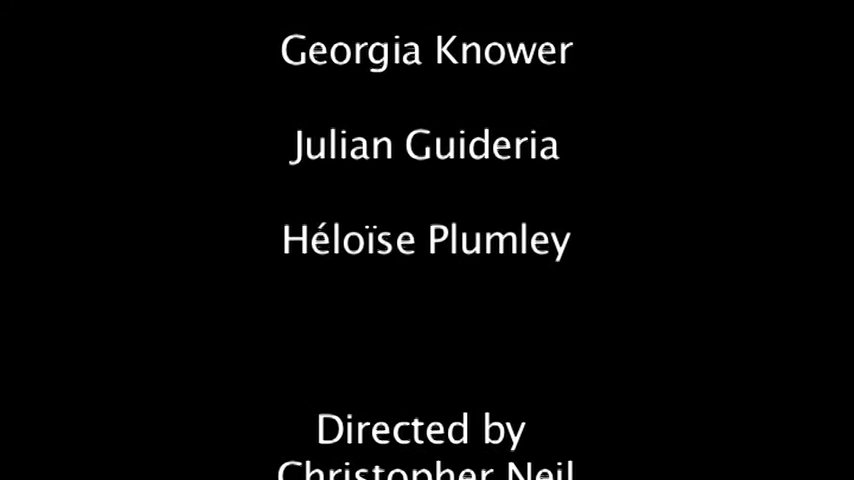 Georgia Knower
Julian Guideria
Héloïse Plumley
Directed by
Christopher Neil